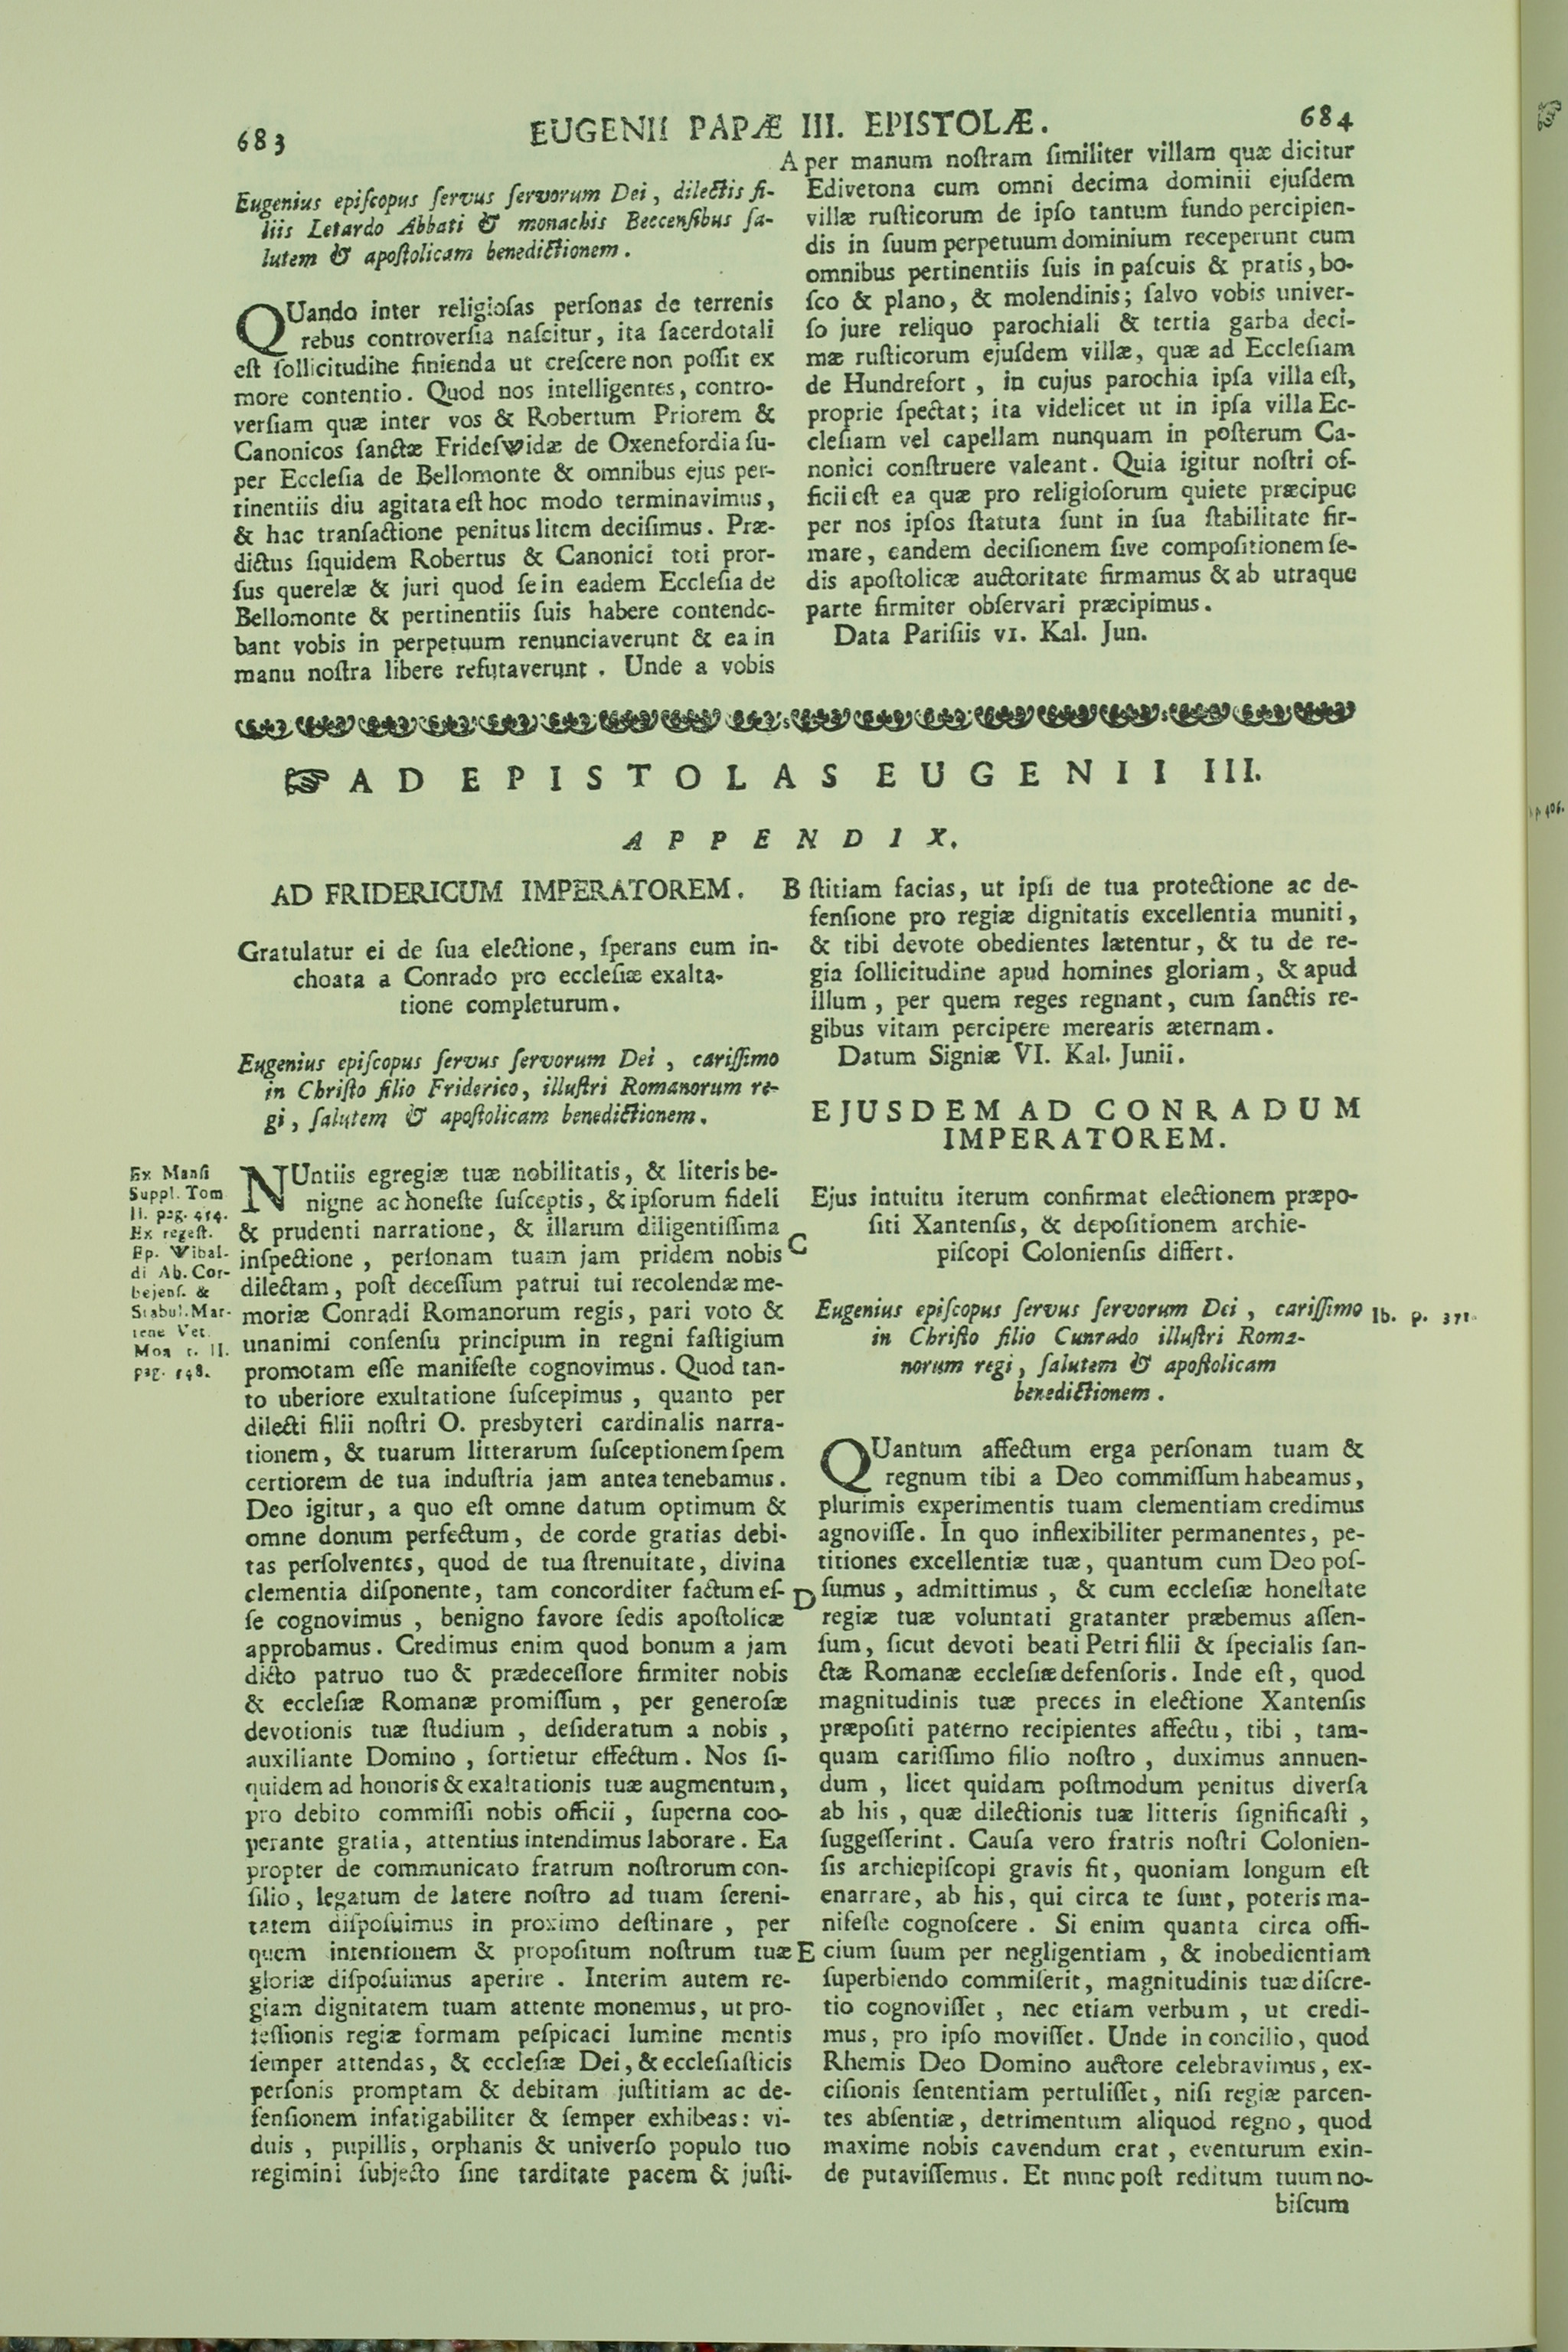 683
EUGENII PAPÆ III. EPISTOLÆ.
684
Eugenius epiſcopus ſervus ſervorum Dei, dilectis fi-
liis Letardo Abbati & monachis Beccenſibus ſa-
lutem & apoſtolicam benedictionem.
QUando inter religioſas perſonas de terrenis
rebus controverſia naſcitur, ita ſacerdotali
eſt ſollicitudine finienda ut creſcere non poſſit ex
more contentio. Quod nos intelligentes, contro-
verſiam quæ inter vos & Robertum Priorem &
Canonicos ſanctæ Frideſwidæ de Oxenefordia ſu-
per Eccleſia de Bellomonte & omnibus ejus per-
tinentiis diu agitata eſt hoc modo terminavimus,
& hac tranſactione penitus litem deciſimus. Præ-
dictus ſiquidem Robertus & Canonici toti pror-
ſus querelæ & juri quod ſe in eadem Eccleſia de
Bellomonte & pertinentiis ſuis habere contende-
bant vobis in perpetuum renunciaverunt & ea in
manu noſtra libere refutaverunt. Unde a vobis
A per manum noſtram ſimiliter villam quæ dicitur
Edivetona cum omni decima dominii ejuſdem
villæ ruſticorum de ipſo tantum fundo percipien-
dis in ſuum perpetuum dominium receperunt cum
omnibus pertinentiis ſuis in paſcuis & pratis, bo-
ſco & plano, & molendinis; ſalvo vobis univer-
ſo jure reliquo parochiali & tertia garba deci-
mæ ruſticorum ejuſdem villæ, quæ ad Eccleſiam
de Hundrefort, in cujus parochia ipſa villa eſt,
proprie ſpectat; ita videlicet ut in ipſa villa Ec-
cleſiam vel capellam nunquam in poſterum Ca-
nonici conſtruere valeant. Quia igitur noſtri of-
ficii eſt ea quæ pro religioſorum quiete præcipue
per nos ipſos ſtatuta ſunt in ſua ſtabilitate fir-
mare, eandem deciſionem ſive compoſitionem ſe-
dis apoſtolicæ auctoritate firmamus & ab utraque
parte firmiter obſervari præcipimus.
Data Pariſiis VI. Kal. Jun.
☞ AD EPISTOLAS EUGENII III.
APPENDIX.
AD FRIDERICUM IMPERATOREM.
Gratulatur ei de ſua electione, ſperans eum in-
choata a Conrado pro eccleſiæ exalta-
tione completurum.
Eugenius epiſcopus ſervus ſervorum Dei, cariſſimo
in Chriſto filio Friderico, illuſtri Romanorum re-
gi, ſalutem & apoſtolicam benedictionem.
Ex Manſi
Suppl. Tom
II. pag. 454.
Ex regeſt.
Ep. Wibal-
di Ab. Cor-
bejenſ. &
Stabul. Mar-
tene Vet.
Mon t. II.
pag. 548.
NUntiis egregiæ tuæ nobilitatis, & literis be-
nigne ac honeſte ſuſceptis, & ipſorum fideli
& prudenti narratione, & illarum diligentiſſima
inſpectione, perſonam tuam jam pridem nobis
dilectam, poſt deceſſum patrui tui recolendæ me-
moriæ Conradi Romanorum regis, pari voto &
unanimi conſenſu principum in regni faſtigium
promotam eſſe manifeſte cognovimus. Quod tan-
to uberiore exultatione ſuſcepimus, quanto per
dilecti filii noſtri O. presbyteri cardinalis narra-
tionem, & tuarum litterarum ſuſceptionem ſpem
certiorem de tua induſtria jam antea tenebamus.
Deo igitur, a quo eſt omne datum optimum &
omne donum perfectum, de corde gratias debi-
tas perſolventes, quod de tua ſtrenuitate, divina
clementia diſponente, tam concorditer factum eſ-
ſe cognovimus, benigno favore ſedis apoſtolicæ
approbamus. Credimus enim quod bonum a jam
dicto patruo tuo & prædeceſſore firmiter nobis
& eccleſiæ Romanæ promiſſum, per generoſæ
devotionis tuæ ſtudium, deſideratum a nobis,
auxiliante Domino, ſortietur effectum. Nos ſi-
quidem ad honoris & exaltationis tuæ augmentum,
pro debito commiſſi nobis officii, ſuperna coo-
perante gratia, attentius intendimus laborare. Ea
propter de communicato fratrum noſtrorum con-
ſilio, legatum de latere noſtro ad tuam ſereni-
tatem diſpoſuimus in proximo deſtinare, per
quem intentionem & propoſitum noſtrum tuæ
gloriæ diſpoſuimus aperire. Interim autem re-
giam dignitatem tuam attente monemus, ut pro-
feſſionis regiæ formam peſpicaci lumine mentis
ſemper attendas, & eccleſiæ Dei, & eccleſiaſticis
perſonis promptam & debitam juſtitiam ac de-
fenſionem infatigabiliter & ſemper exhibeas: vi-
duis, pupillis, orphanis & univerſo populo tuo
regimini ſubjecto ſine tarditate pacem & juſti-
B ſtitiam facias, ut ipſi de tua protectione ac de-
fenſione pro regiæ dignitatis excellentia muniti,
& tibi devote obedientes lætentur, & tu de re-
gia ſollicitudine apud homines gloriam, & apud
illum, per quem reges regnant, cum ſanctis re-
gibus vitam percipere merearis æternam.
Datum Signiæ VI. Kal. Junii.
EJUSDEM AD CONRADUM
IMPERATOREM.
Ejus intuitu iterum confirmat electionem præpo-
ſiti Xantenſis, & depoſitionem archie-
piſcopi Colonienſis differt.
C
Eugenius epiſcopus ſervus ſervorum Dei, cariſſimo
in Chriſto filio Cunrado illuſtri Roma-
norum regi, ſalutem & apoſtolicam
benedictionem.
Ib. p. 371.
QUantum affectum erga perſonam tuam &
regnum tibi a Deo commiſſum habeamus,
plurimis experimentis tuam clementiam credimus
agnoviſſe. In quo inflexibiliter permanentes, pe-
titiones excellentiæ tuæ, quantum cum Deo poſ-
D ſumus, admittimus, & cum eccleſiæ honeſtate
regiæ tuæ voluntati gratanter præbemus aſſen-
ſum, ſicut devoti beati Petri filii & ſpecialis ſan-
ctæ Romanæ eccleſiæ defenſoris. Inde eſt, quod
magnitudinis tuæ preces in electione Xantenſis
præpoſiti paterno recipientes affectu, tibi, tam-
quam cariſſimo filio noſtro, duximus annuen-
dum, licet quidam poſtmodum penitus diverſa
ab his, quæ dilectionis tuæ litteris ſignificaſti,
ſuggeſſerint. Cauſa vero fratris noſtri Colonien-
ſis archiepiſcopi gravis fit, quoniam longum eſt
enarrare, ab his, qui circa te ſunt, poteris ma-
nifeſte cognoſcere. Si enim quanta circa offi-
E cium ſuum per negligentiam, & inobedientiam
ſuperbiendo commiſerit, magnitudinis tuæ diſcre-
tio cognoviſſet, nec etiam verbum, ut credi-
mus, pro ipſo moviſſet. Unde in concilio, quod
Rhemis Deo Domino auctore celebravimus, ex-
ciſionis ſententiam pertuliſſet, niſi regiæ parcen-
tes abſentiæ, detrimentum aliquod regno, quod
maxime nobis cavendum erat, eventurum exin-
de putaviſſemus. Et nunc poſt reditum tuum no-
biſcum
p. 406.